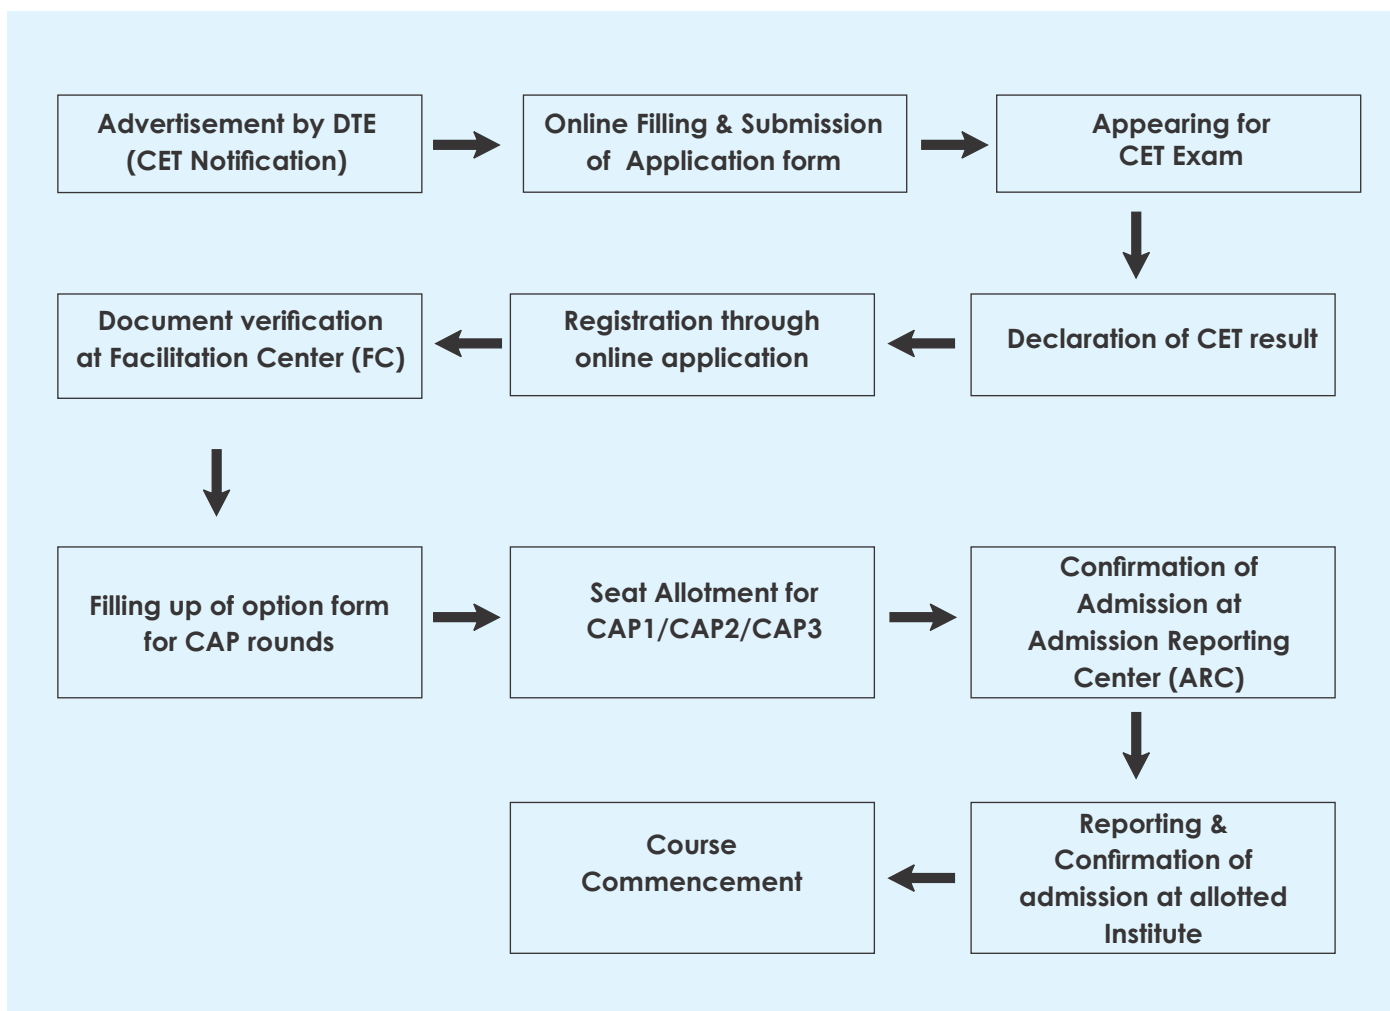 Advertisement by DTE
(CET Notification)
Online Filling & Submission
of Application form
Appearing for
CET Exam
Declaration of CET result
Registration through
online application
Document verification
at Facilitation Center (FC)
Filling up of option form
for CAP rounds
Seat Allotment for
CAP1/CAP2/CAP3
Confirmation of
Admission at
Admission Reporting
Center (ARC)
Reporting &
Confirmation of
admission at allotted
Institute
Course
Commencement